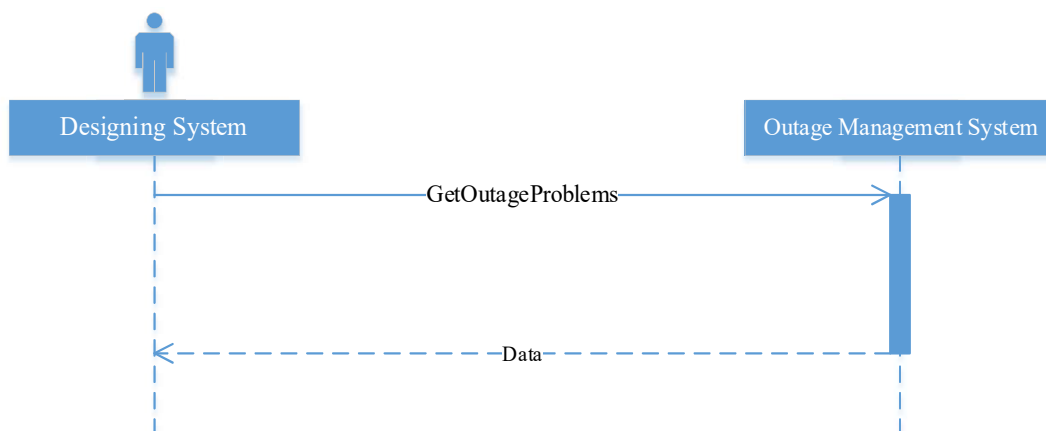 Designing System
Outage Management System
GetOutageProblems
Data